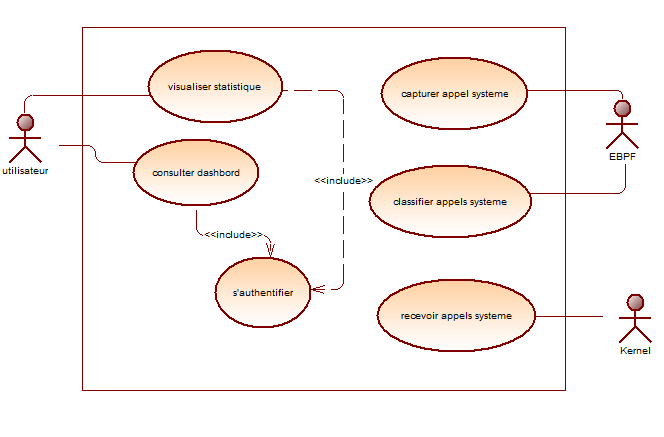 visualiser statistique
capturer appel systeme
utilisateur
EBPF
consulter dashbord
<<include>>
classifier appels systeme
<<include>>
s'authentifier
recevoir appels systeme
Kernel